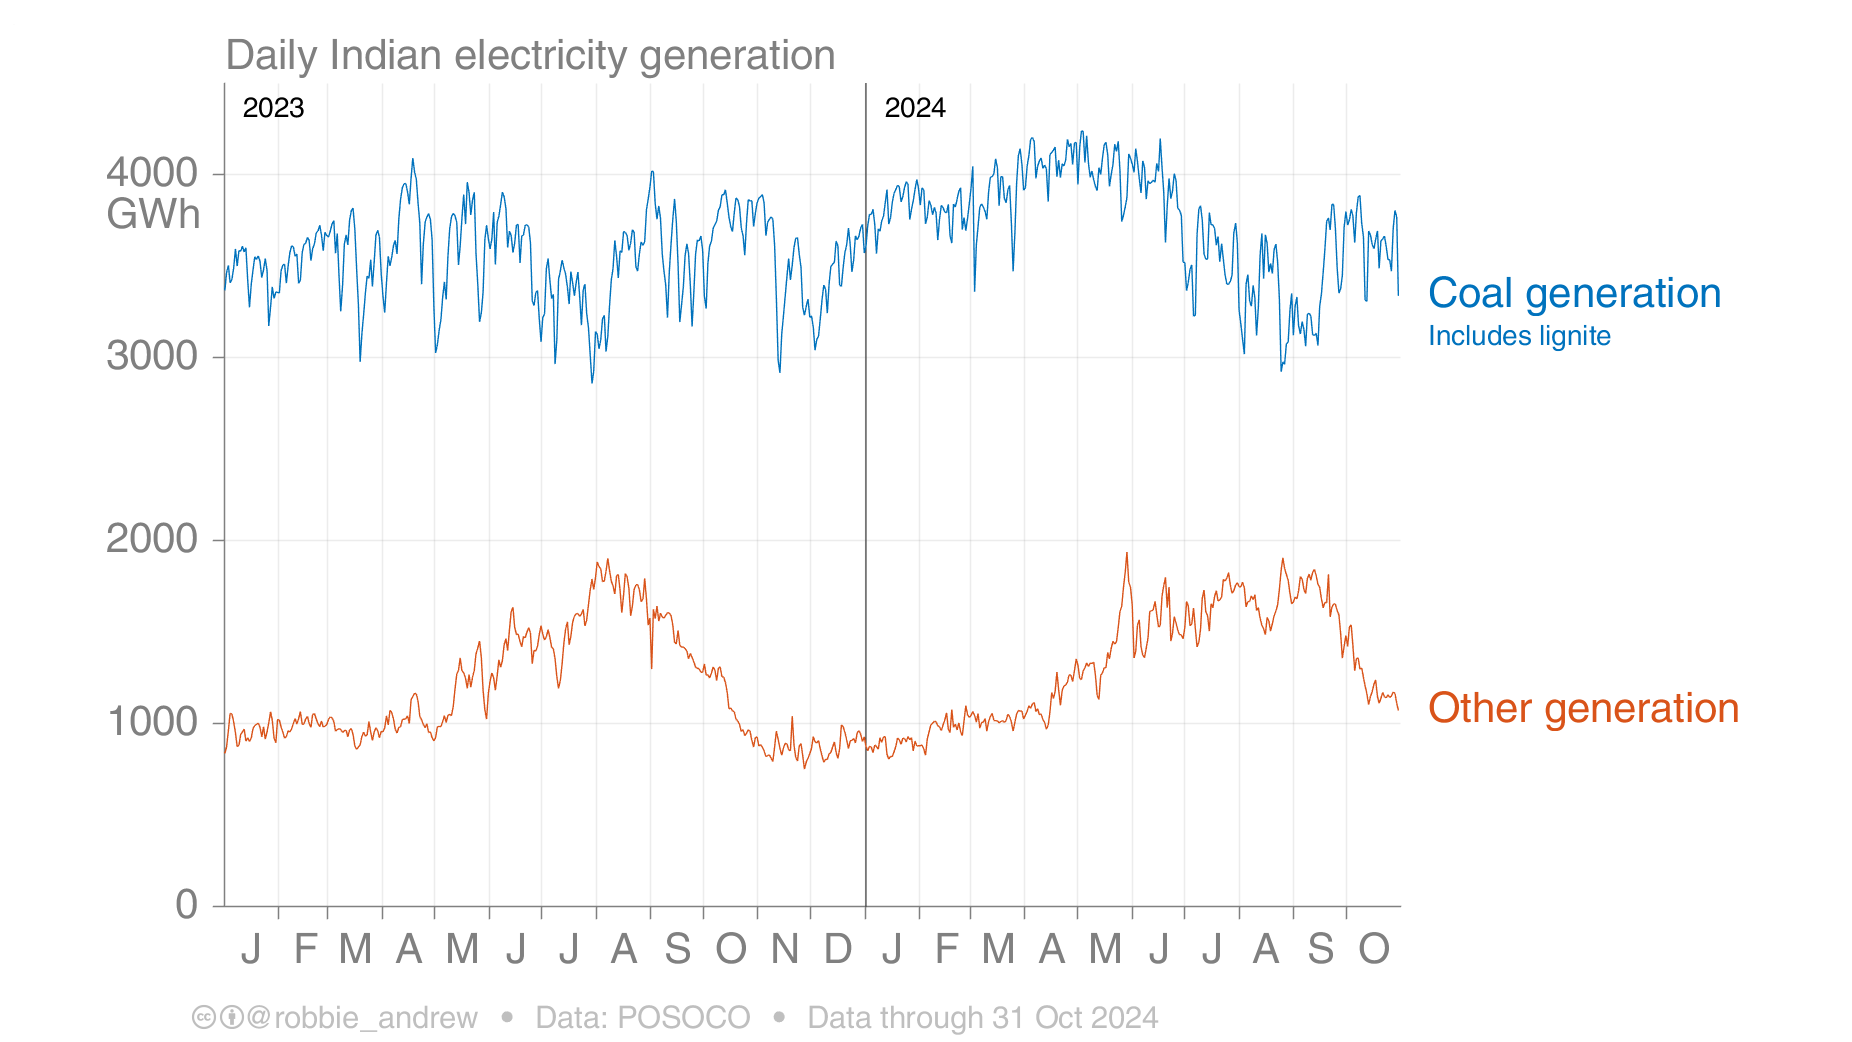 Daily Indian electricity generation
2023
2024
4000
GWh
3000
2000
1000
0
Coal generation
Includes lignite
Other generation
J F M A M J J A S O N D J F M A M J J A S O
@robbie_andrew • Data: POSOCO • Data through 31 Oct 2024